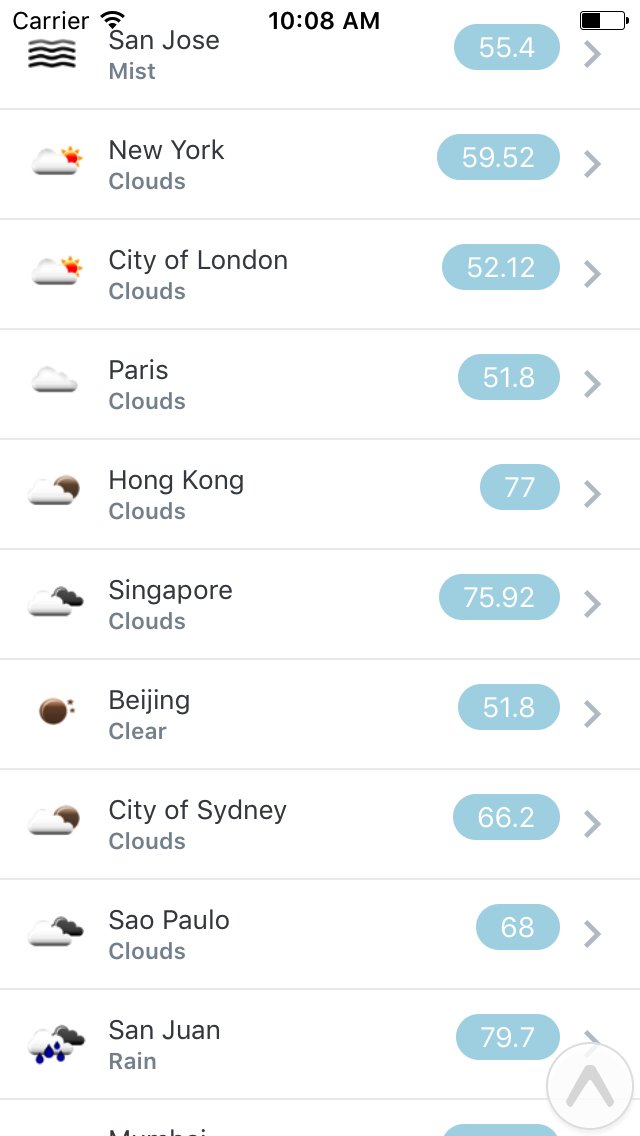 Carrier 10:08 AM
San Jose 55.4
Mist
New York 59.52
Clouds
City of London 52.12
Clouds
Paris 51.8
Clouds
Hong Kong 77
Clouds
Singapore 75.92
Clouds
Beijing 51.8
Clear
City of Sydney 66.2
Clouds
Sao Paulo 68
Clouds
San Juan 79.7
Rain